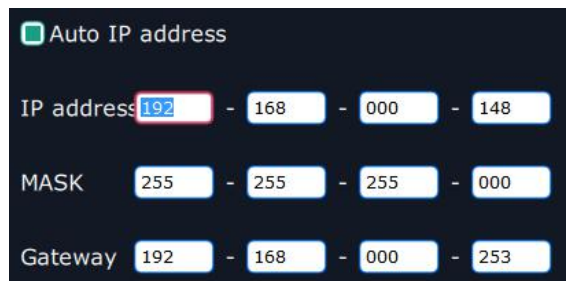 Auto IP address
IP address 192 - 168 - 000 - 148
MASK 255 - 255 - 255 - 000
Gateway 192 - 168 - 000 - 253